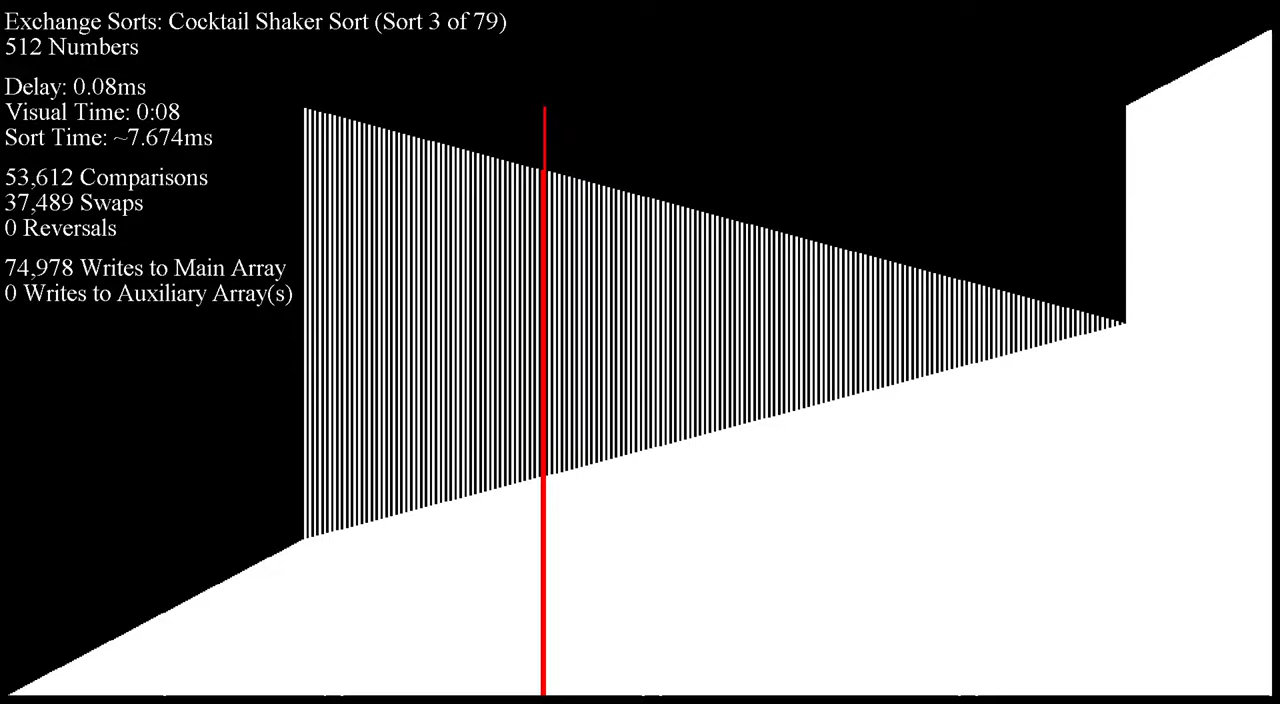 Exchange Sorts: Cocktail Shaker Sort (Sort 3 of 79)
512 Numbers
Delay: 0.08ms
Visual Time: 0:08
Sort Time: ~7.674ms
53,612 Comparisons
37,489 Swaps
0 Reversals
74,978 Writes to Main Array
0 Writes to Auxiliary Array(s)